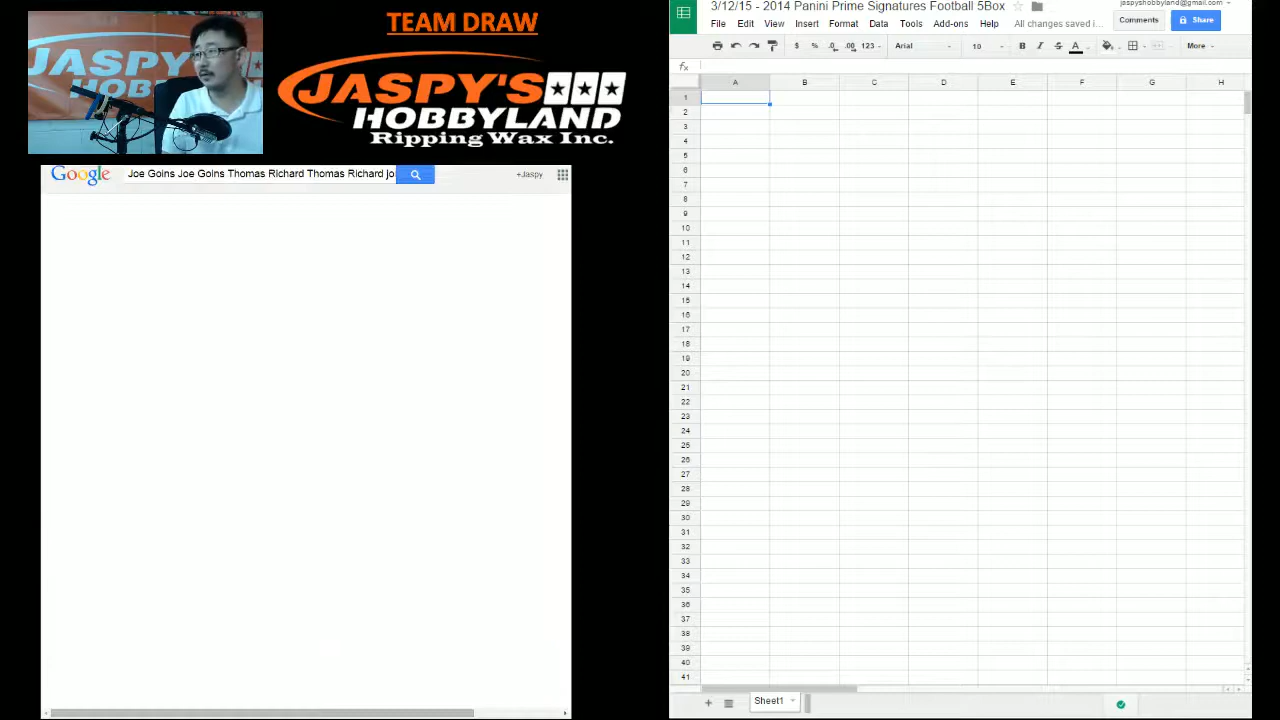 TEAM DRAW
JASPY'S
HOBBYLAND
Ripping Wax Inc.
Google
Joe Goins Joe Goins Thomas Richard Thomas Richard jo
+Jaspy
3/12/15 - 2014 Panini Prime Signatures Football 5Box
jaspyshobbyland@gmail.com
File Edit View Insert Format Data Tools Add-ons Help All changes saved i...
Comments
Share
$ % .0 .00 123 Arial 10 B I S A More
fx
A B C D E F G H
1
2
3
4
5
6
7
8
9
10
11
12
13
14
15
16
17
18
19
20
21
22
23
24
25
26
27
28
29
30
31
32
33
34
35
36
37
38
39
40
41
Sheet1